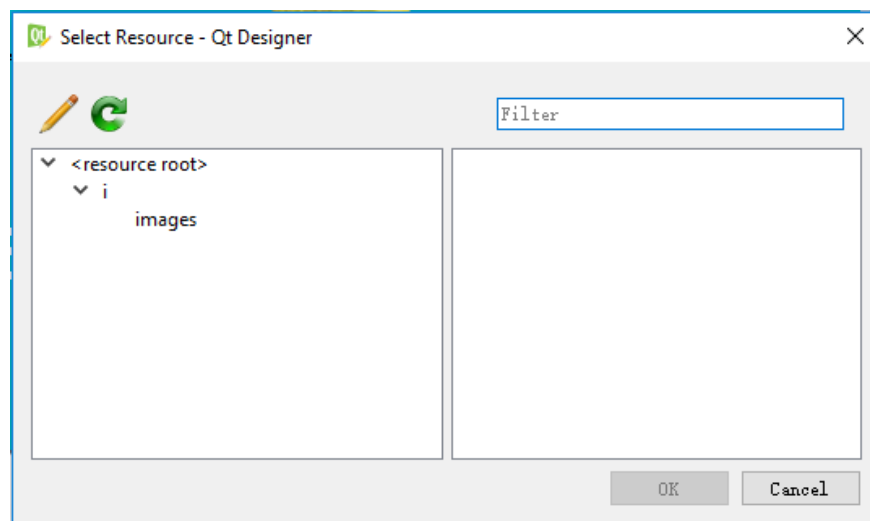 Select Resource - Qt Designer
Filter
<resource root>
i
images
OK
Cancel